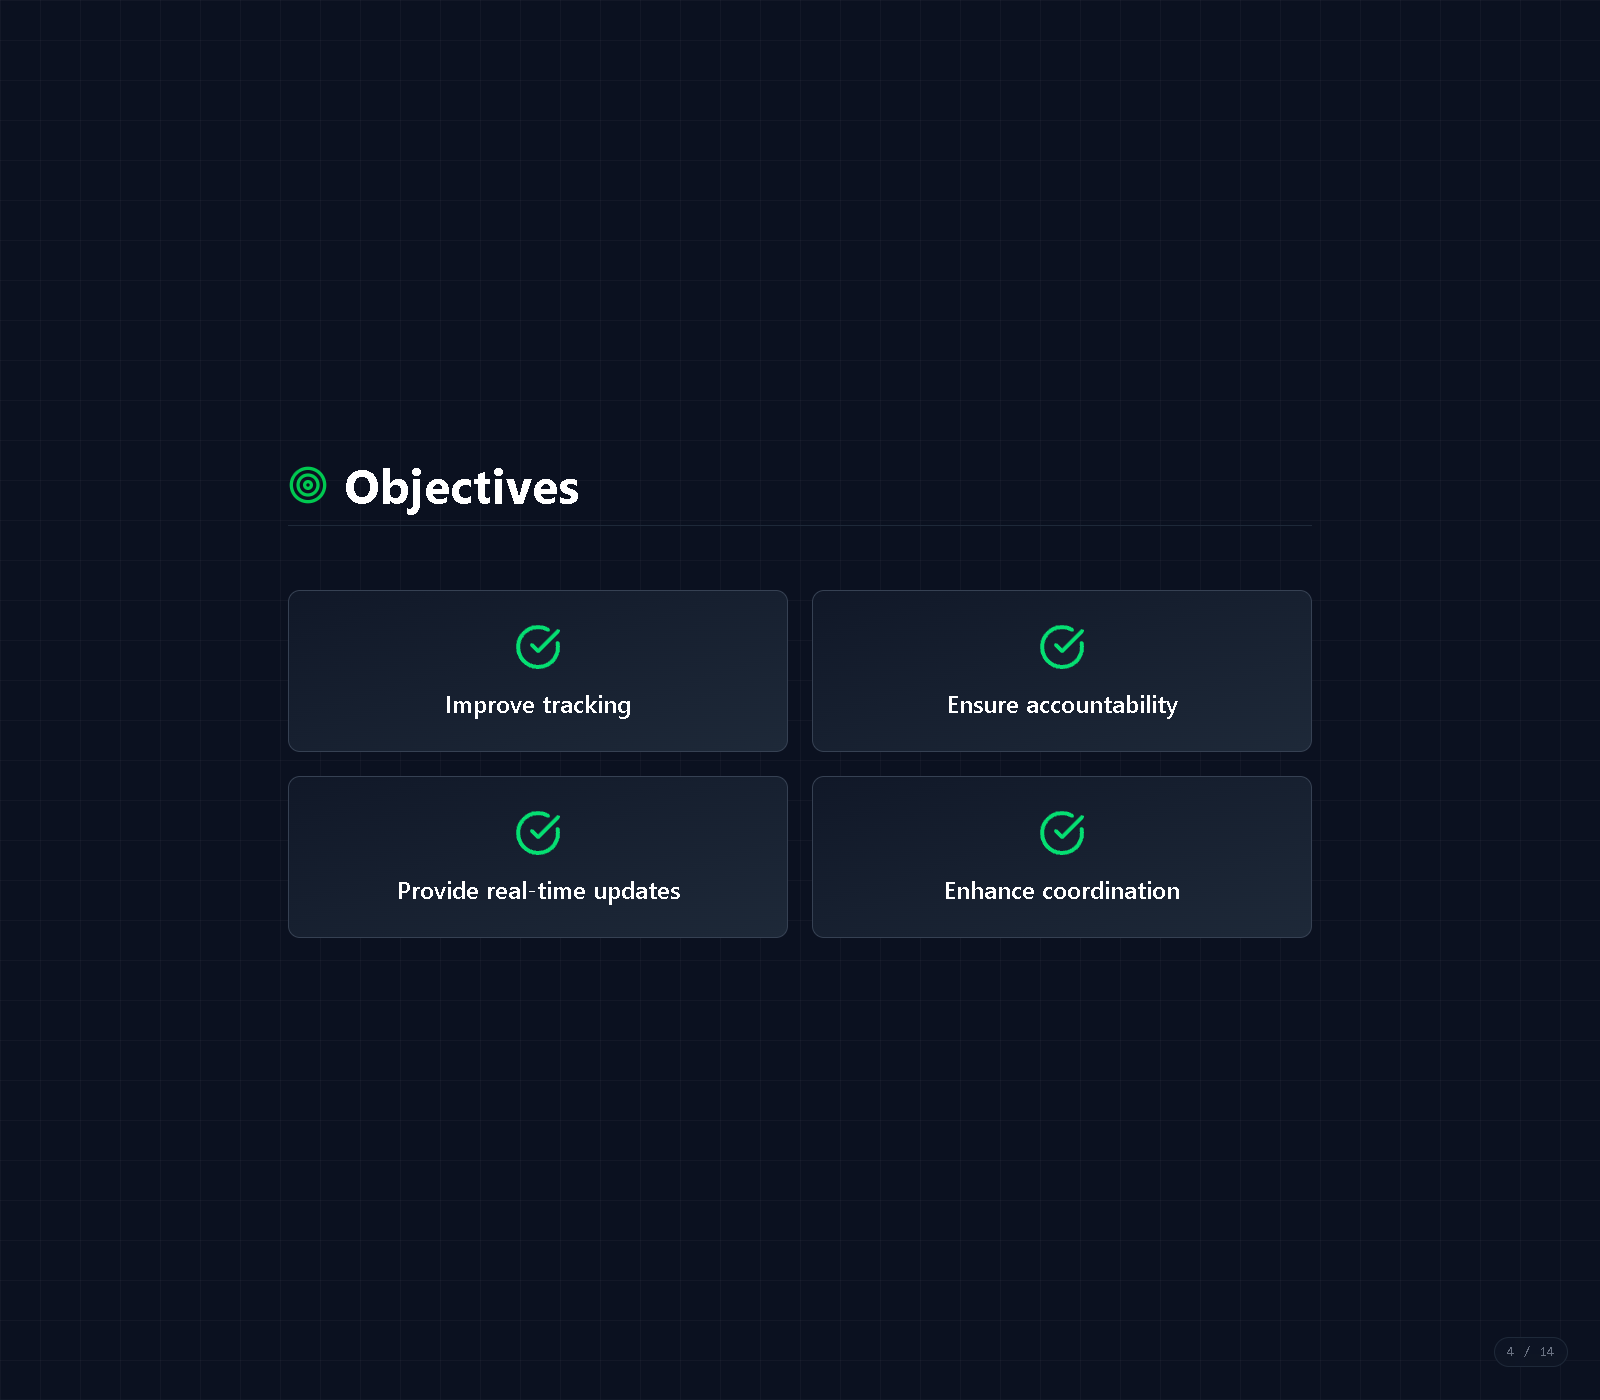 Objectives
Improve tracking
Ensure accountability
Provide real-time updates
Enhance coordination
4 / 14